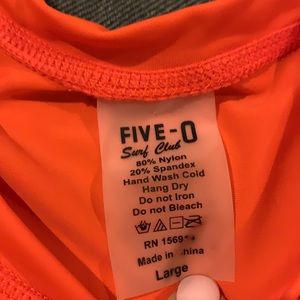 FIVE-O
Surf Club
80% Nylon
20% Spandex
Hand Wash Cold
Hang Dry
Do not Iron
Do not Bleach
RN
Made in China
Large